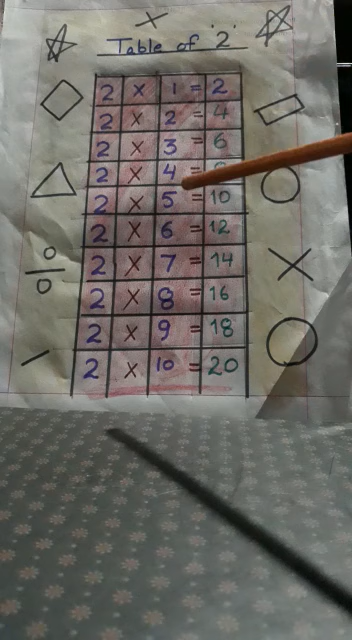 Table of '2'
2 x 1 = 2
2 x 2 = 4
2 x 3 = 6
2 x 4 =
2 x 5 = 10
2 x 6 = 12
2 x 7 = 14
2 x 8 = 16
2 x 9 = 18
2 x 10 = 20